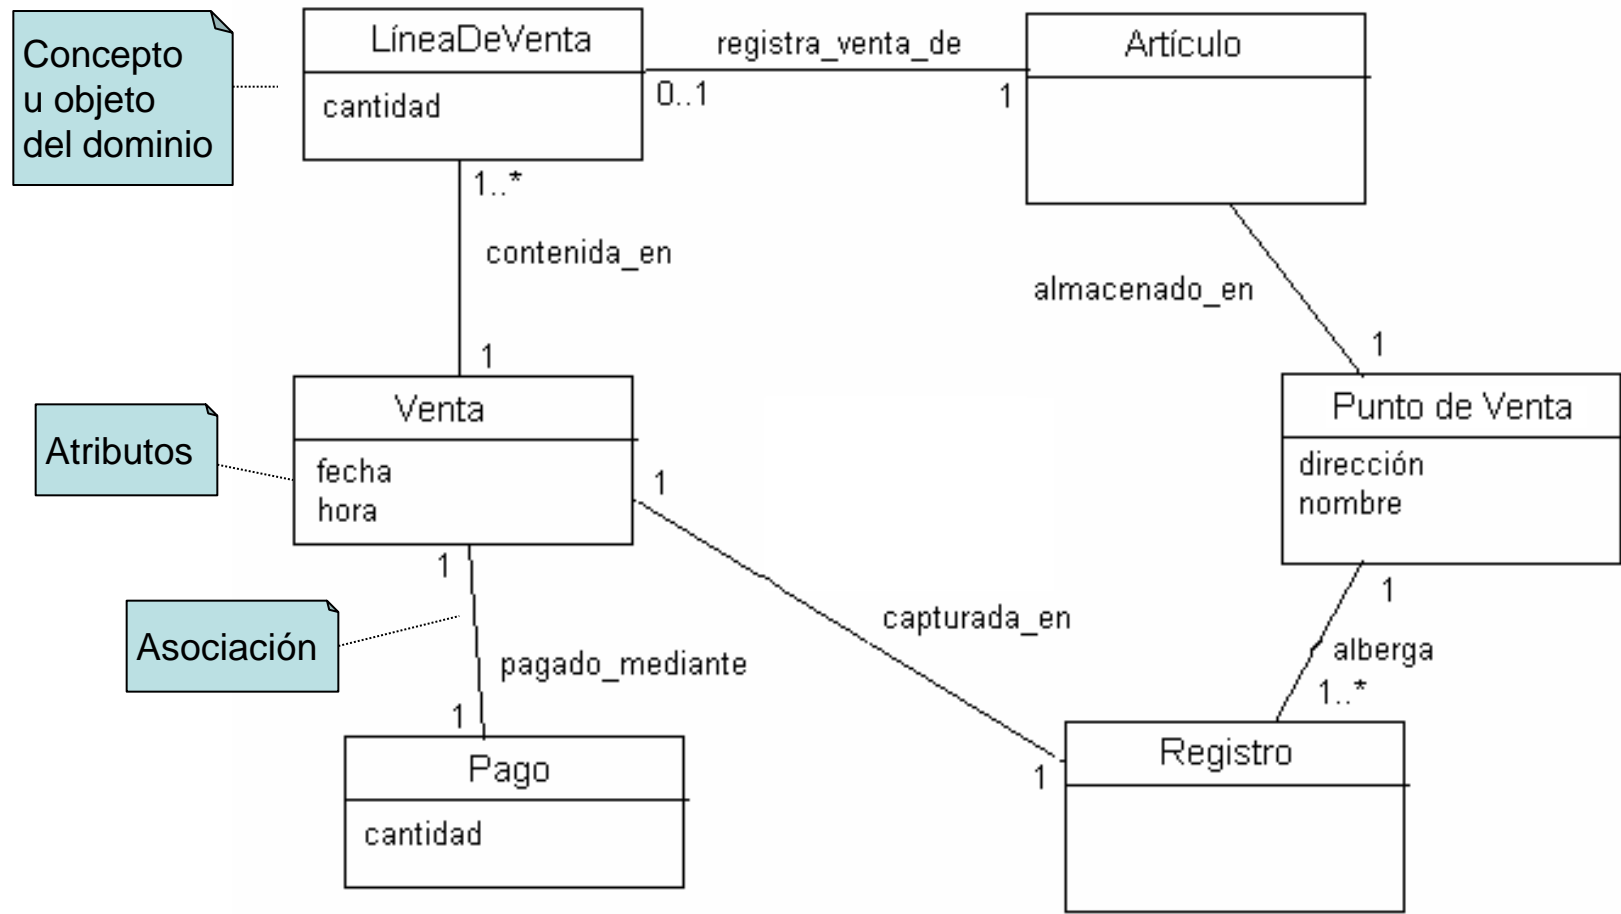 Concepto
u objeto
del dominio
LíneaDeVenta
cantidad
registra_venta_de
0..1
1
Artículo
1..*
contenida_en
1
almacenado_en
1
Atributos
Venta
fecha
hora
1
Punto de Venta
dirección
nombre
1
Asociación
pagado_mediante
1
capturada_en
1
1
alberga
1..*
Pago
cantidad
Registro